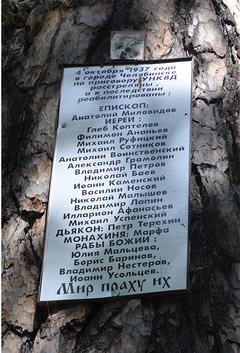 4 октября 1937 года
в городе Челябинске
по приговору УНКВД
расстреляны,
а в последствии
реабилитированы:
ЕПИСКОП:
Анатолий Миловидов
ИЕРЕИ:
Глеб Коптелов
Филимон Ананьев
Михаил Руфицкий
Михаил Сотников
Анатолий Воинственский
Александр Грамолин
Владимир Петров
Николай Баев
Иоанн Каменский
Василий Носов
Николай Малышев
Владимир Лапин
Илларион Афанасьев
Михаил Успенский
ДЬЯКОН: Петр Терехин
МОНАХИНЯ: Марфа
РАБЫ БОЖИИ:
Юлия Мальцева,
Борис Баринов,
Владимир Нестеров,
Иоанн Усольцев.
Мир праху их